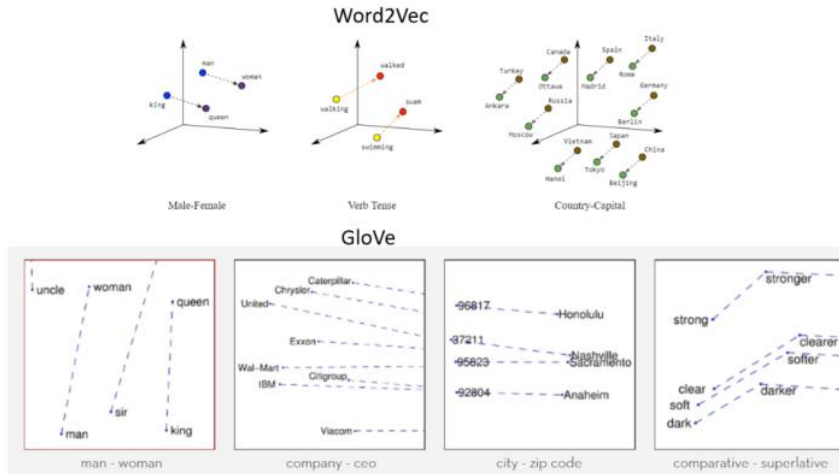 Word2Vec
man
woman
king
queen
Male-Female
walked
walking
swam
swimming
Verb Tense
Canada
Spain
Italy
Turkey
Ottawa
Madrid
Rome
Ankara
Russia
Germany
Moscow
Berlin
Vietnam
Japan
China
Hanoi
Tokyo
Beijing
Country-Capital
GloVe
uncle
woman
queen
sir
man
king
man - woman
Caterpillar
Chrysler
United
Exxon
Wal-Mart
Citigroup
IBM
Viacom
company - ceo
96817
Honolulu
37211
Nashville
95823
Sacramento
92804
Anaheim
city - zip code
stronger
strong
clearer
softer
clear
darker
soft
dark
comparative - superlative